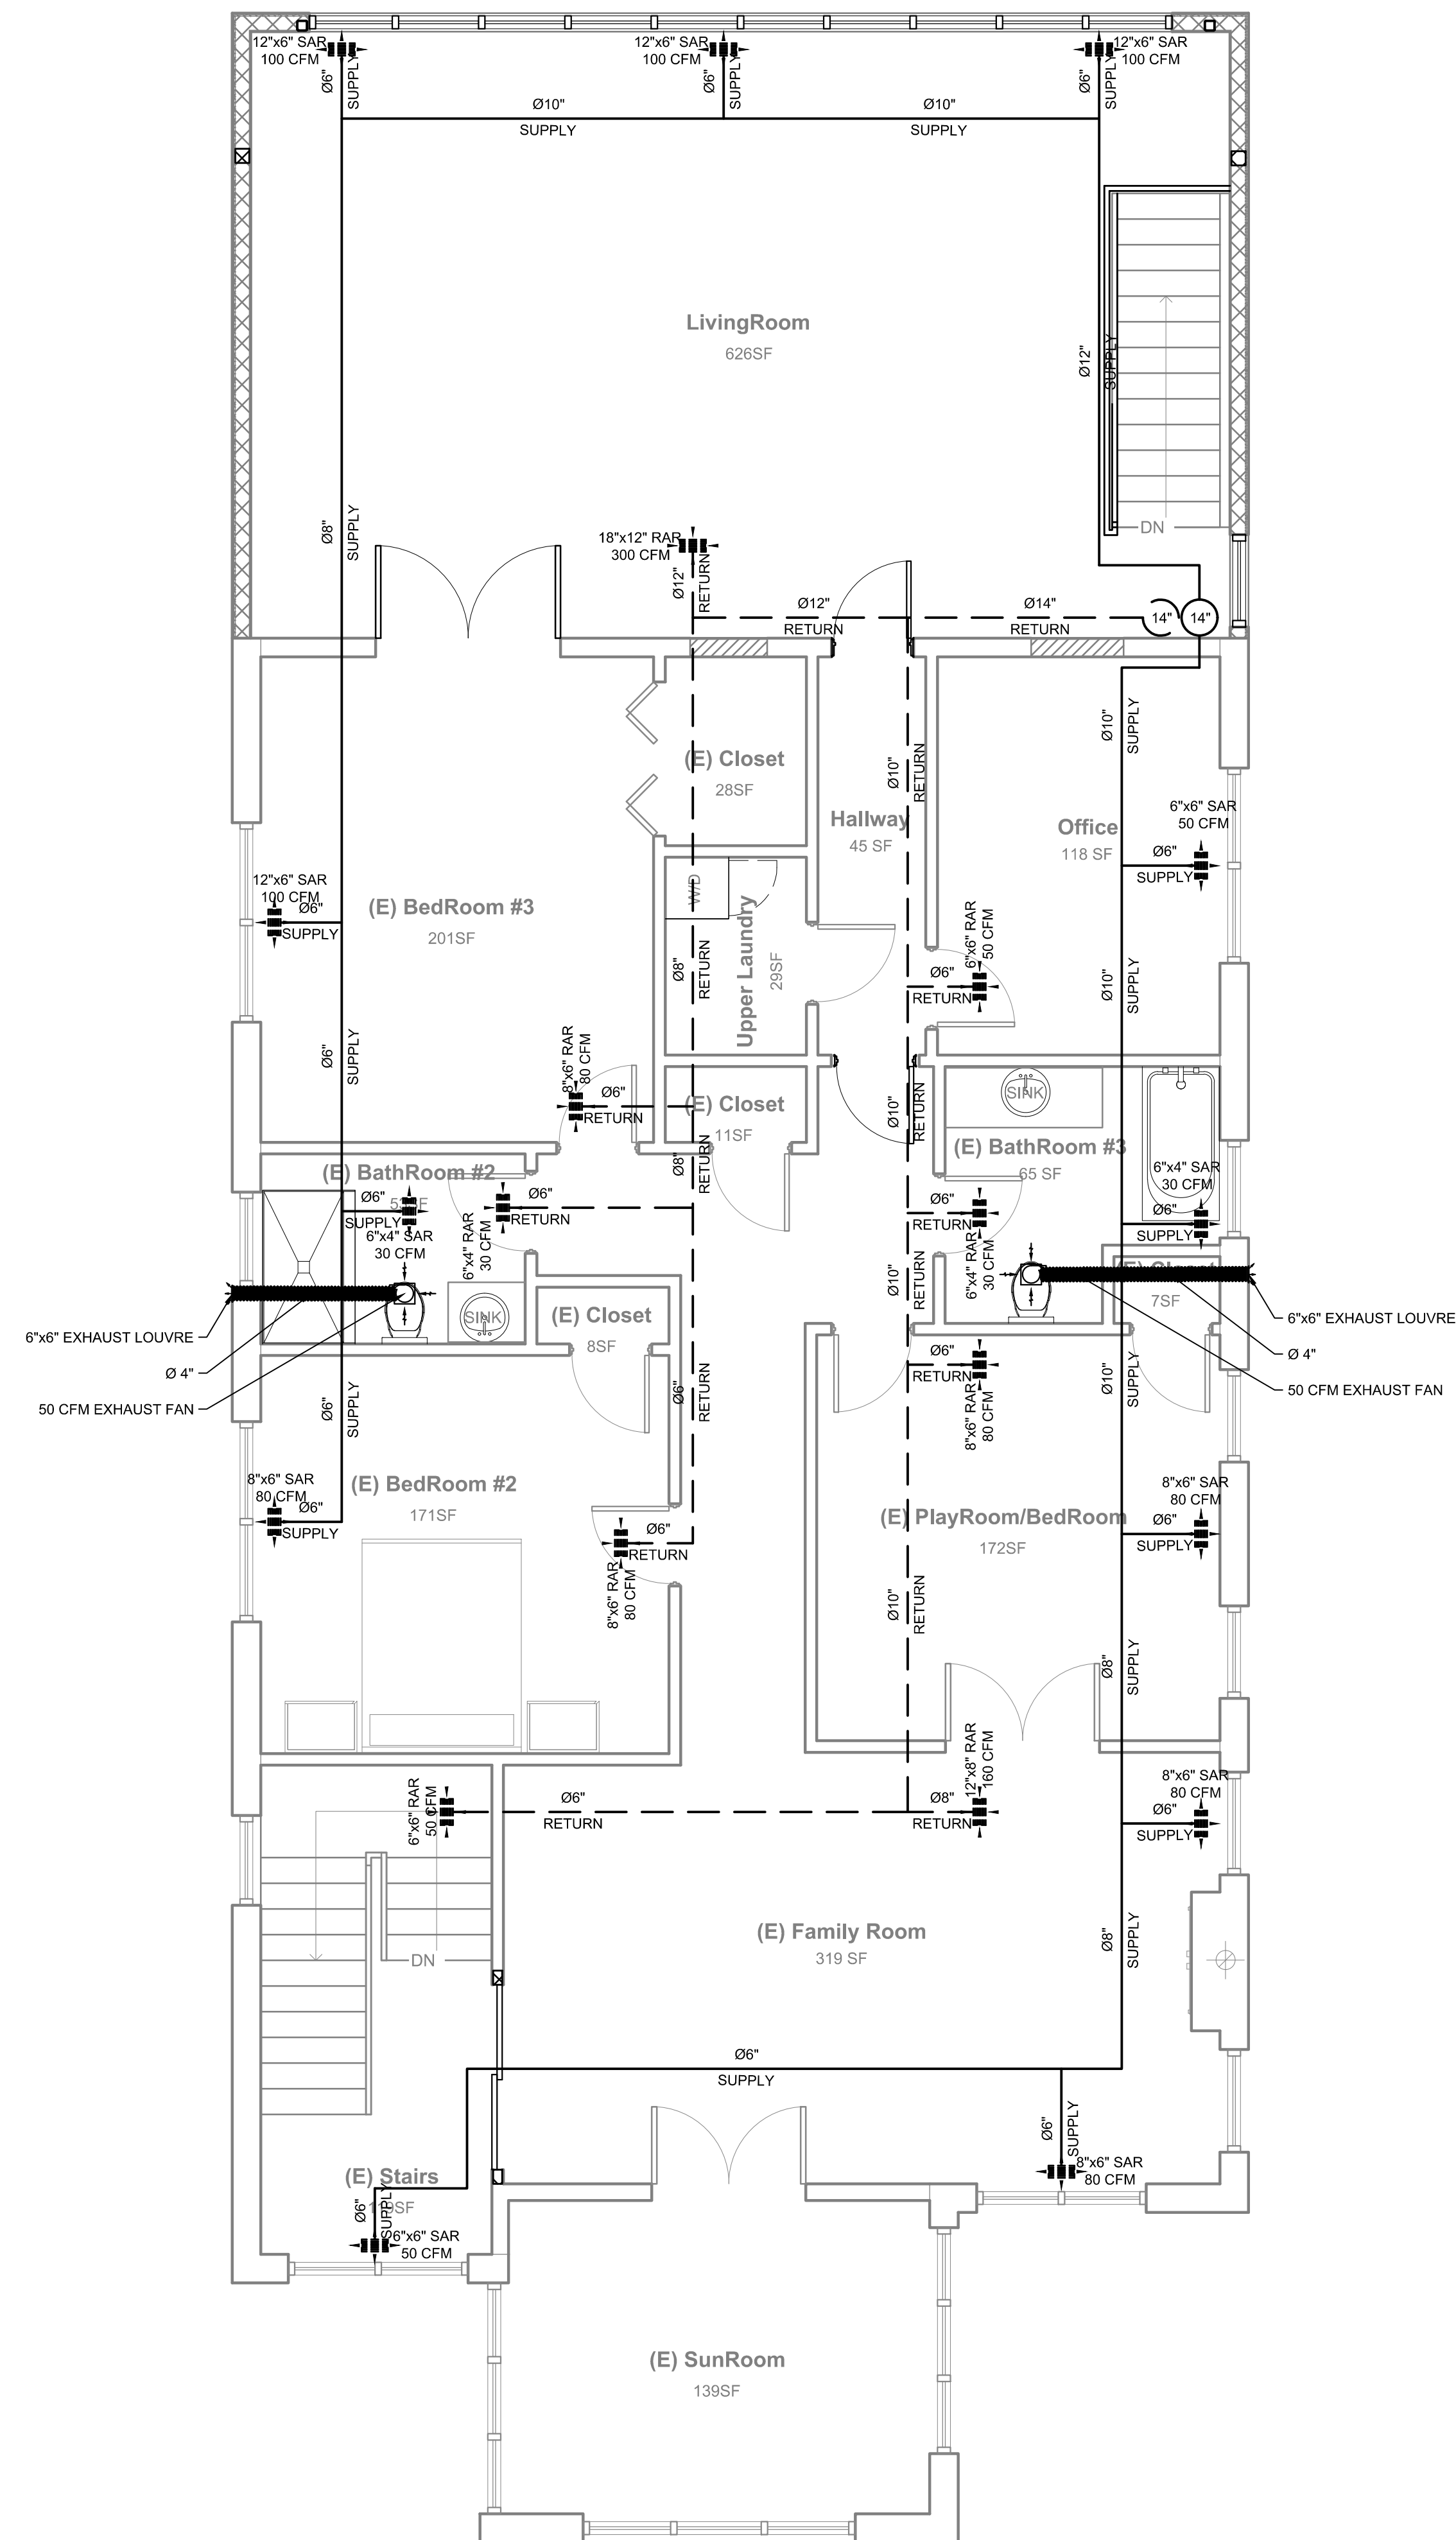 12"x6" SAR
100 CFM
Ø6"
SUPPLY
12"x6" SAR
100 CFM
Ø6"
SUPPLY
12"x6" SAR
100 CFM
Ø6"
SUPPLY
Ø10"
SUPPLY
Ø10"
SUPPLY
LivingRoom
626SF
Ø12"
SUPPLY
Ø8"
SUPPLY
DN
18"x12" RAR
300 CFM
Ø12"
RETURN
Ø12"
RETURN
Ø14"
RETURN
14"
14"
Ø10"
SUPPLY
(E) Closet
28SF
Ø10"
RETURN
Hallway
45 SF
Office
118 SF
6"x6" SAR
50 CFM
Ø6"
SUPPLY
12"x6" SAR
100 CFM
Ø6"
SUPPLY
(E) BedRoom #3
201SF
W/D
Upper Laundry
29SF
Ø8"
RETURN
6"x6" RAR
50 CFM
Ø6"
RETURN
Ø10"
SUPPLY
Ø6"
SUPPLY
8"x6" RAR
80 CFM
Ø6"
RETURN
(E) Closet
11SF
Ø8"
RETURN
Ø10"
RETURN
SINK
(E) BathRoom #3
65 SF
6"x4" SAR
30 CFM
Ø6"
SUPPLY
(E) BathRoom #2
Ø6"
SUPPLY
6"x4" SAR
30 CFM
Ø6"
RETURN
6"x4" RAR
30 CFM
Ø6"
RETURN
6"x4" RAR
30 CFM
Ø10"
RETURN
(E) Closet
7SF
6"x6" EXHAUST LOUVRE
Ø 4"
50 CFM EXHAUST FAN
SINK
(E) Closet
8SF
6"x6" EXHAUST LOUVRE
Ø 4"
50 CFM EXHAUST FAN
Ø6"
SUPPLY
Ø6"
RETURN
Ø6"
RETURN
8"x6" RAR
80 CFM
Ø10"
SUPPLY
8"x6" SAR
80 CFM
Ø6"
SUPPLY
(E) BedRoom #2
171SF
Ø6"
RETURN
8"x6" RAR
80 CFM
(E) PlayRoom/BedRoom
172SF
8"x6" SAR
80 CFM
Ø6"
SUPPLY
Ø10"
RETURN
Ø8"
SUPPLY
6"x6" RAR
50 CFM
Ø6"
RETURN
Ø8"
RETURN
12"x8" RAR
160 CFM
8"x6" SAR
80 CFM
Ø6"
SUPPLY
DN
(E) Family Room
319 SF
Ø8"
SUPPLY
Ø6"
SUPPLY
Ø6"
SUPPLY
8"x6" SAR
80 CFM
(E) Stairs
Ø6"
SUPPLY
6"x6" SAR
50 CFM
(E) SunRoom
139SF